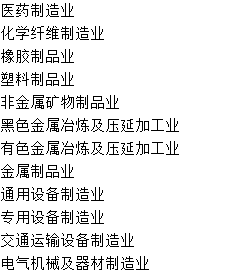 医药制造业
化学纤维制造业
橡胶制品业
塑料制品业
非金属矿物制品业
黑色金属冶炼及压延加工业
有色金属冶炼及压延加工业
金属制品业
通用设备制造业
专用设备制造业
交通运输设备制造业
电气机械及器材制造业